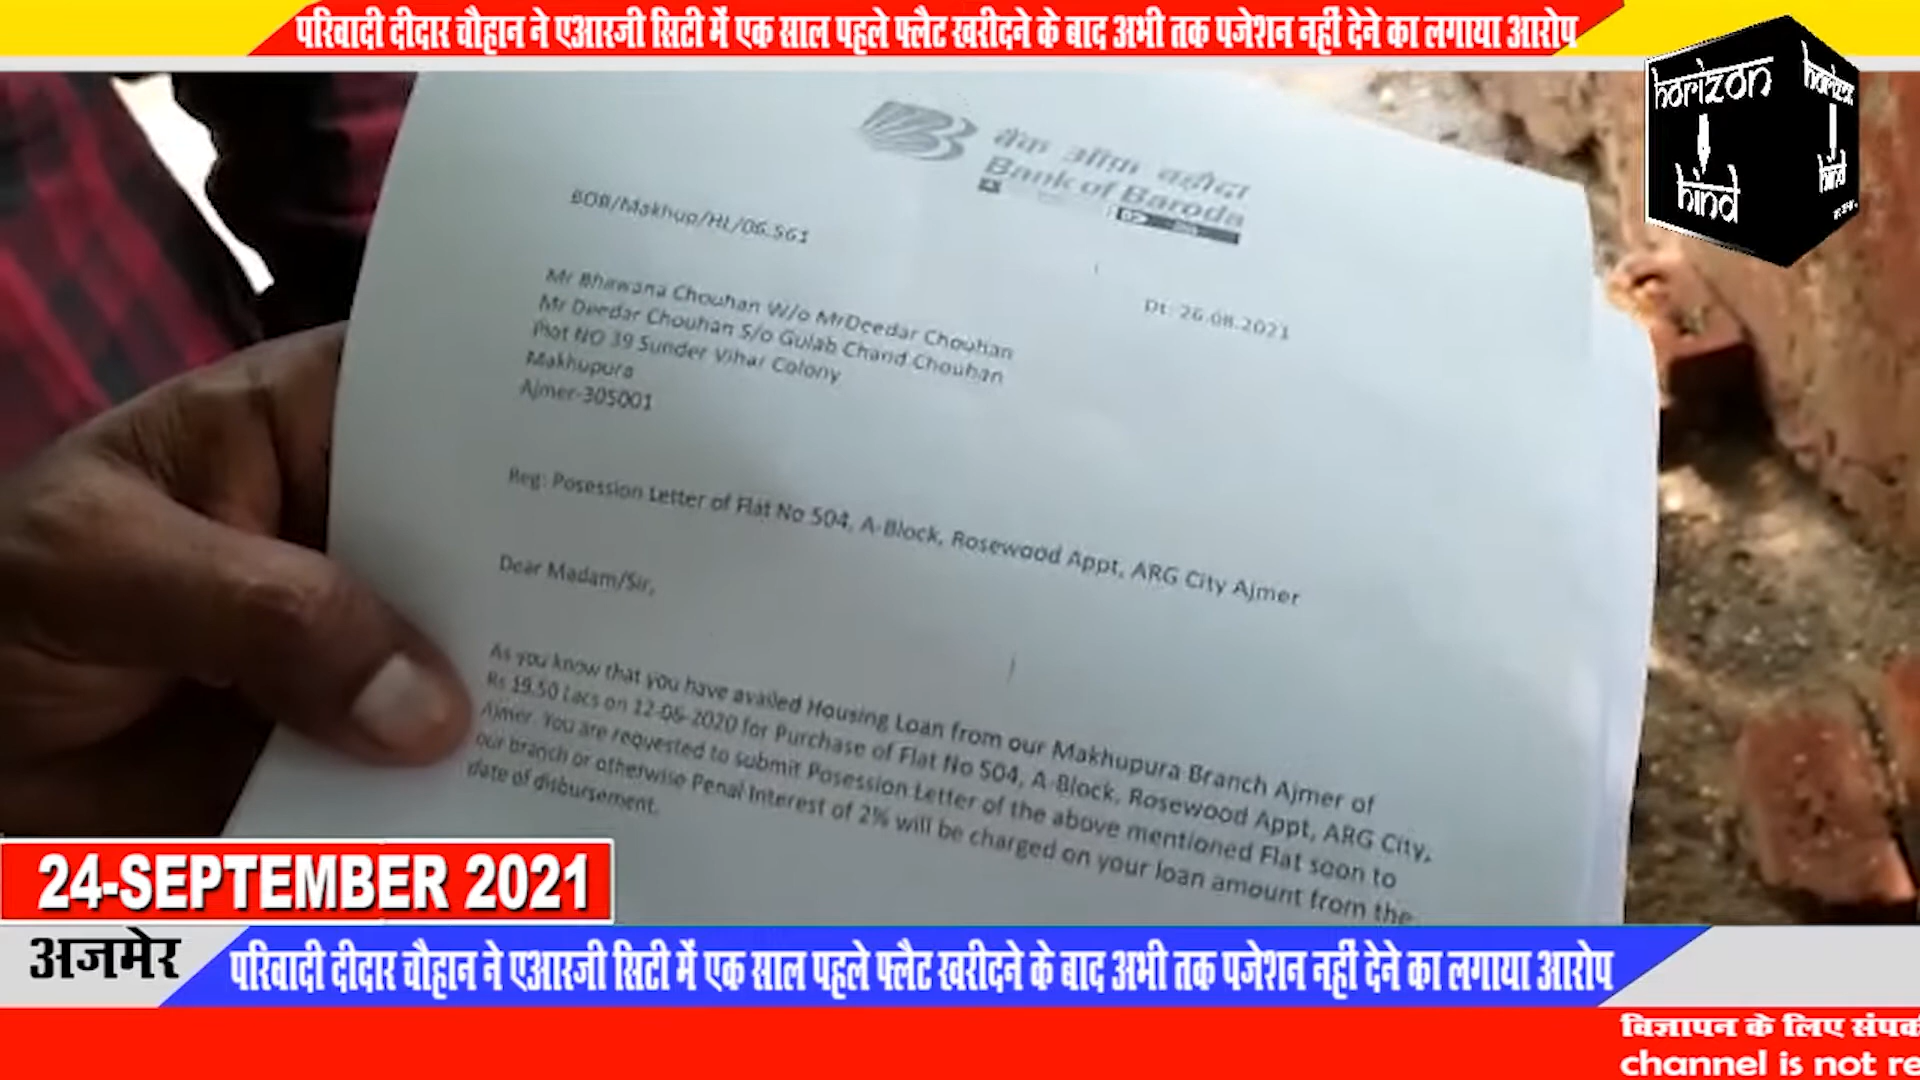 परिवादी दीदार चौहान ने एआरजी सिटी में एक साल पहले फ्लैट खरीदने के बाद अभी तक पजेशन नहीं देने का लगाया आरोप
horizon
hind
horizon
hind
बैंक ऑफ़ बड़ौदा
Bank of Baroda
BOB/Makhup/HL/06.561
Dt: 26.08.2021
Mr Bhawana Chouhan W/o MrDeedar Chouhan
Mr Deedar Chouhan S/o Gulab Chand Chouhan
Plot NO 39 Sunder Vihar Colony
Makhupura
Ajmer-305001
Reg: Posession Letter of Flat No 504, A-Block, Rosewood Appt, ARG City Ajmer
Dear Madam/Sir,
As you know that you have availed Housing Loan from our Makhupura Branch Ajmer of
Rs 19.50 Lacs on 12-06-2020 for Purchase of Flat No 504, A-Block, Rosewood Appt, ARG City,
Ajmer. You are requested to submit Posession Letter of the above mentioned Flat soon to
our branch or otherwise Penal Interest of 2% will be charged on your loan amount from the
date of disbursement.
24-SEPTEMBER 2021
अजमेर
परिवादी दीदार चौहान ने एआरजी सिटी में एक साल पहले फ्लैट खरीदने के बाद अभी तक पजेशन नहीं देने का लगाया आरोप
विज्ञापन के लिए संपर्क
channel is not re